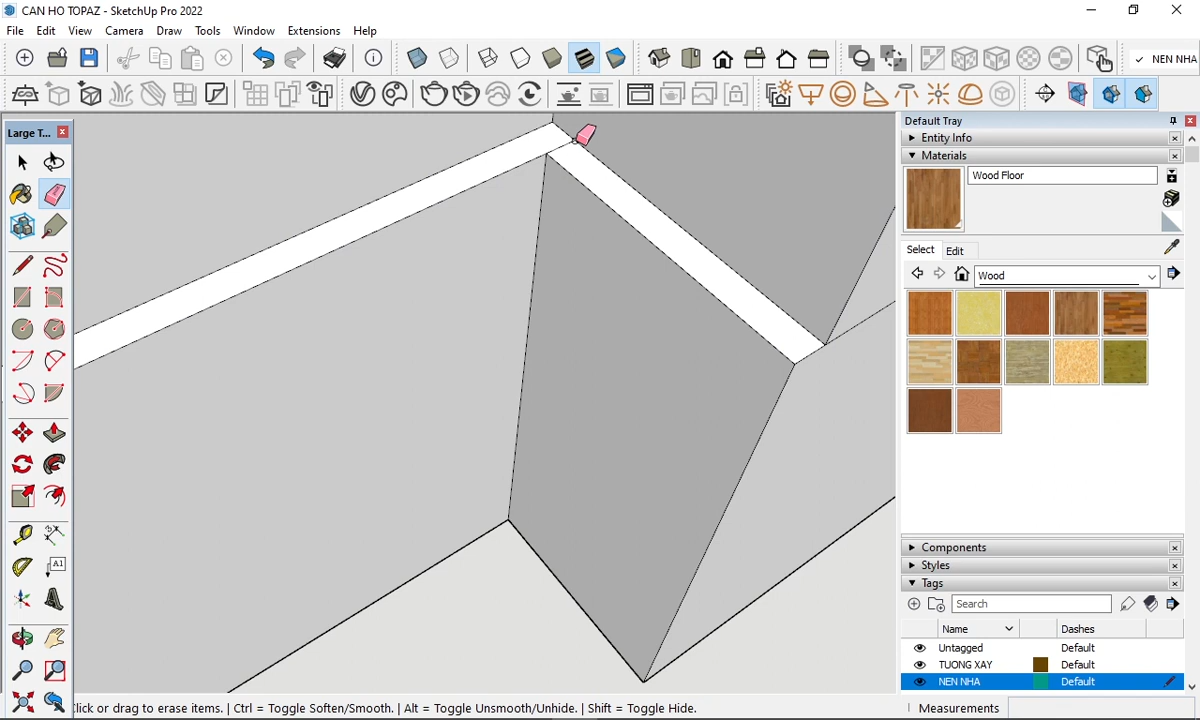 CAN HO TOPAZ - SketchUp Pro 2022
File Edit View Camera Draw Tools Window Extensions Help
NEN NHA
Large T...
Default Tray
Entity Info
Materials
Wood Floor
Select Edit
Wood
A1
Components
Styles
Tags
Search
Name Dashes
Untagged Default
TUONG XAY Default
NEN NHA Default
lick or drag to erase items. | Ctrl = Toggle Soften/Smooth. | Alt = Toggle Unsmooth/Unhide. | Shift = Toggle Hide.
Measurements